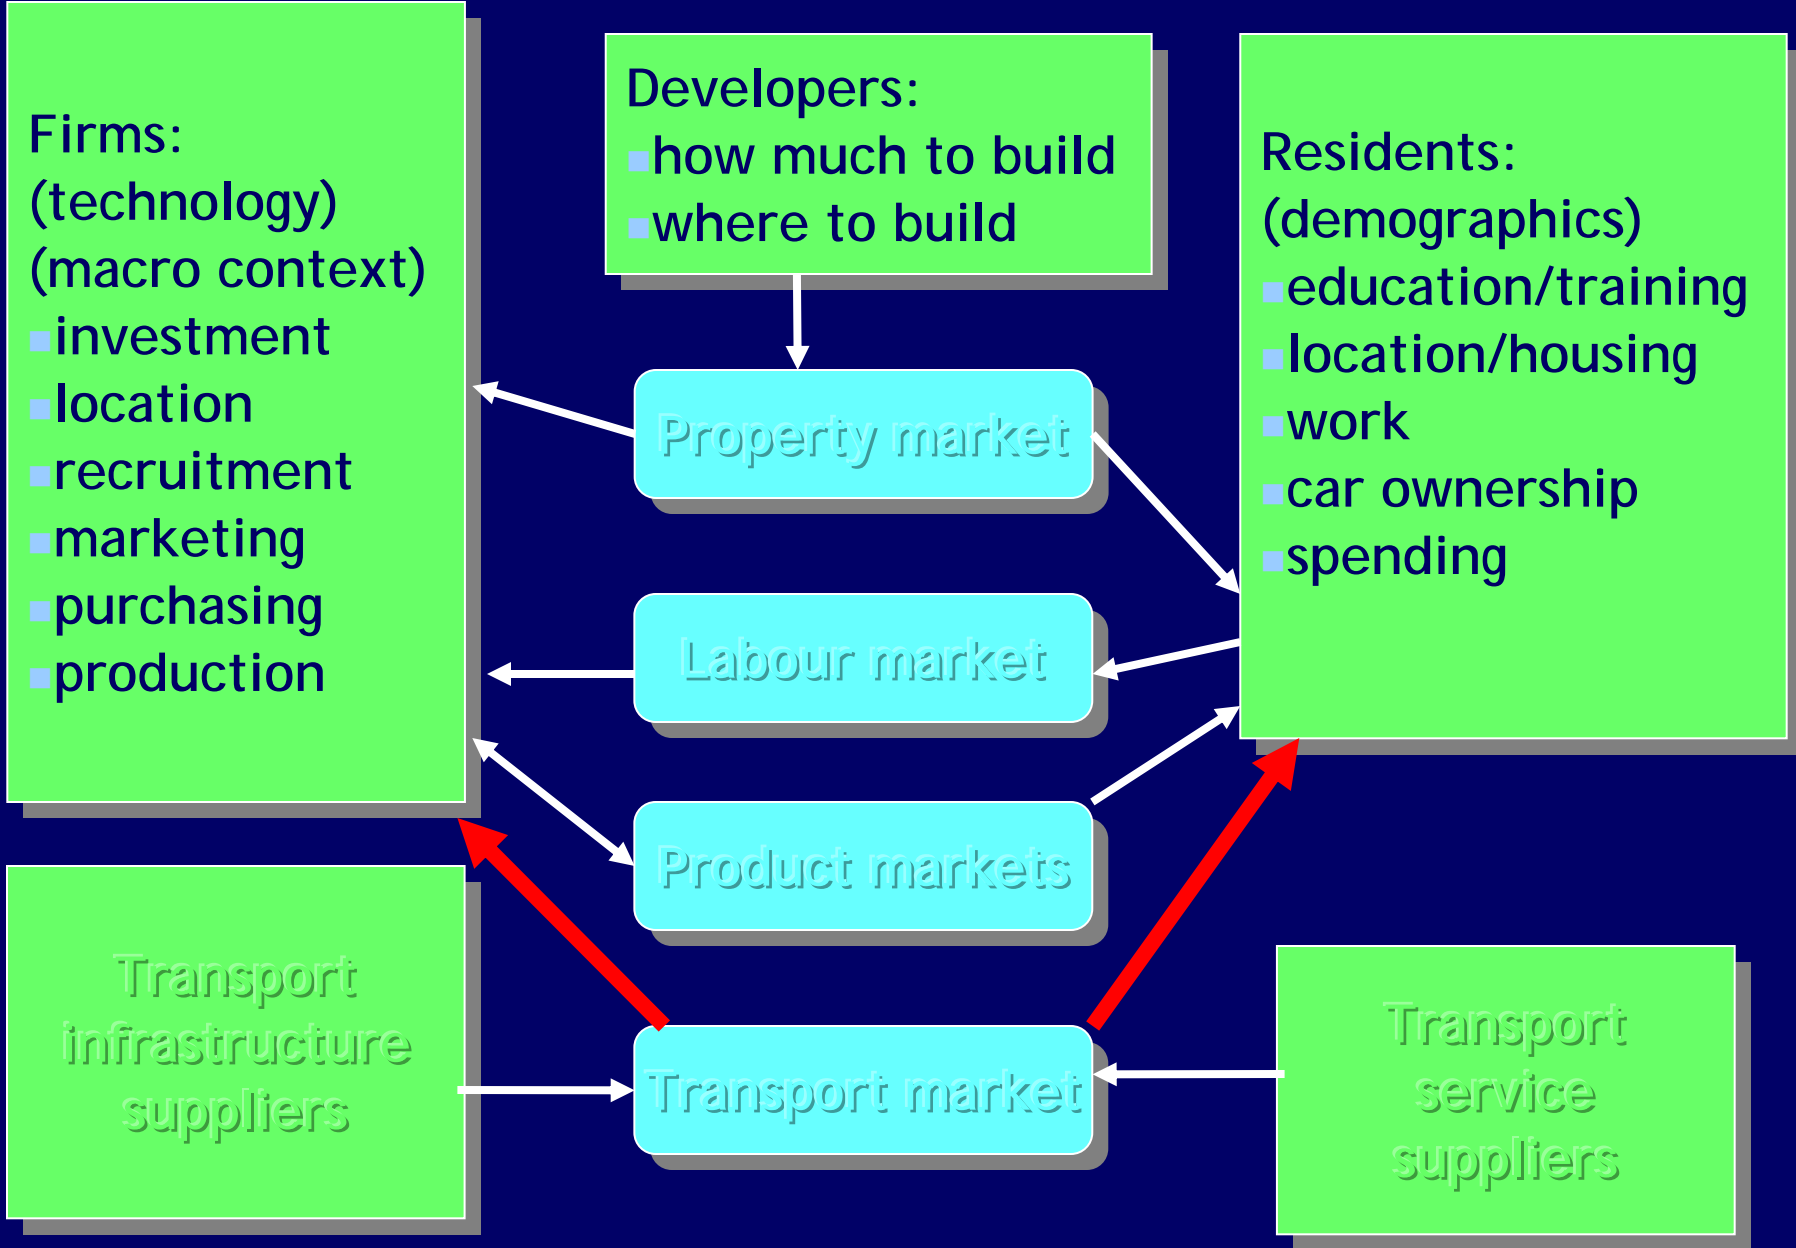 Firms:
(technology)
(macro context)
▪investment
▪location
▪recruitment
▪marketing
▪purchasing
▪production
Developers:
▪how much to build
▪where to build
Residents:
(demographics)
▪education/training
▪location/housing
▪work
▪car ownership
▪spending
Property market
Labour market
Product markets
Transport
infrastructure
suppliers
Transport market
Transport
service
suppliers